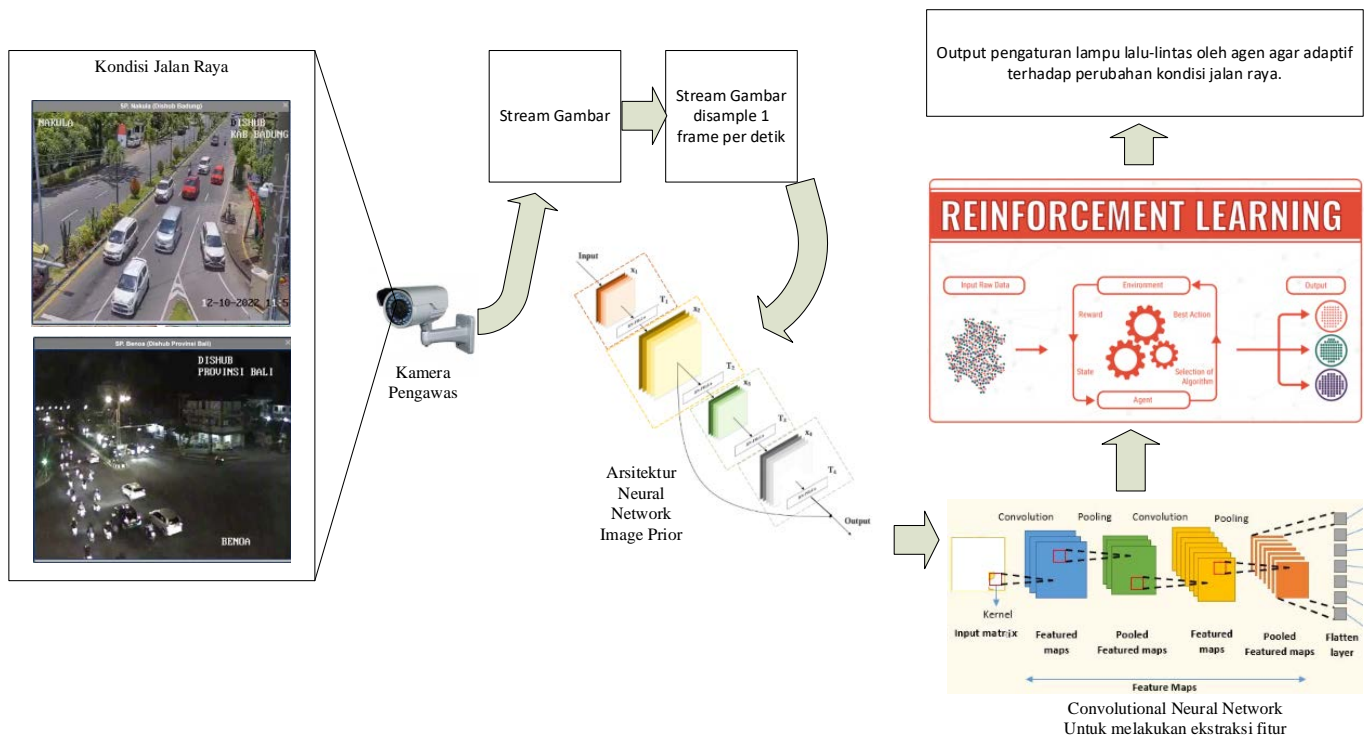 Kondisi Jalan Raya
SP. Nakula (Dishub Badung)
NAKULA
DISHUB
KAB BADUNG
12-10-2022 11:5
SP. Benoa (Dishub Provinsi Bali)
DISHUB
PROVINSI BALI
BENOA
Kamera
Pengawas
Stream Gambar
Stream Gambar
disample 1
frame per detik
Input
x₁
T₁
x₂
T₂
x₃
T₃
x₄
T₄
Output
Arsitektur
Neural
Network
Image Prior
Output pengaturan lampu lalu-lintas oleh agen agar adaptif
terhadap perubahan kondisi jalan raya.
REINFORCEMENT LEARNING
Input Raw Data
Environment
Output
Reward
Best Action
State
Selection of
Algorithm
Agent
Convolution
Pooling
Convolution
Pooling
Kernel
Input matrix
Featured
maps
Pooled
Featured maps
Featured
maps
Pooled
Featured maps
Flatten
layer
Feature Maps
Convolutional Neural Network
Untuk melakukan ekstraksi fitur